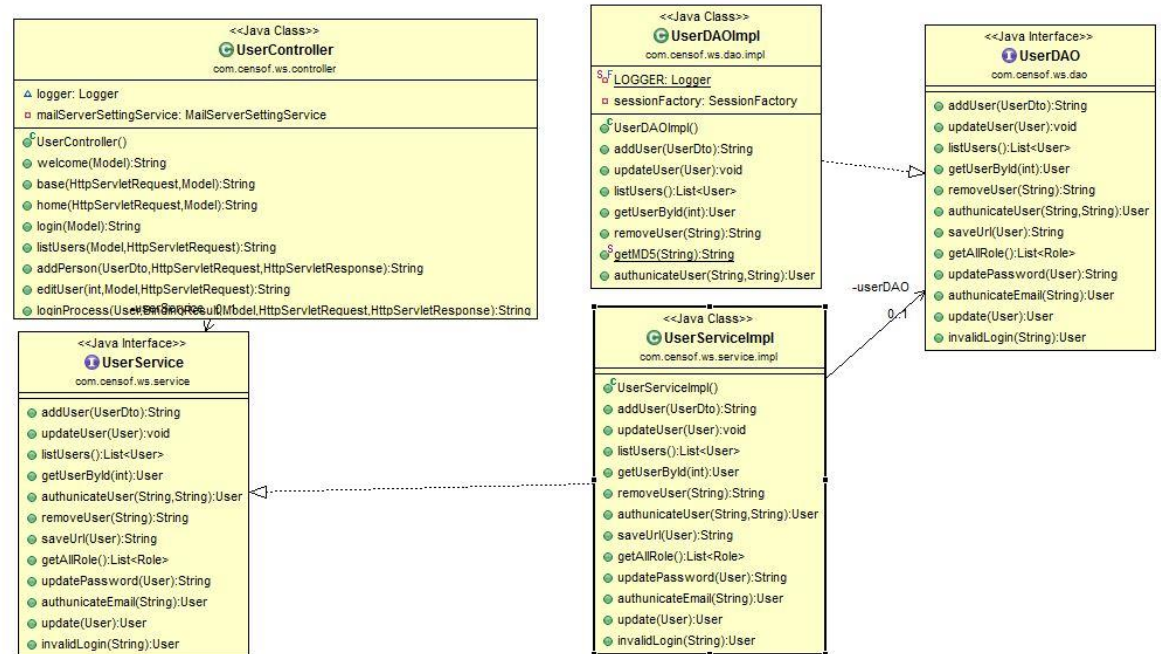 <<Java Class>>
UserController
com.censof.ws.controller
logger: Logger
mailServerSettingService: MailServerSettingService
UserController()
welcome(Model):String
base(HttpServletRequest,Model):String
home(HttpServletRequest,Model):String
login(Model):String
listUsers(Model,HttpServletRequest):String
addPerson(UserDto,HttpServletRequest,HttpServletResponse):String
editUser(int,Model,HttpServletRequest):String
loginProcess(User,BindingResult,Model,HttpServletRequest,HttpServletResponse):String
-userService 0..1
<<Java Interface>>
UserService
com.censof.ws.service
addUser(UserDto):String
updateUser(User):void
listUsers():List<User>
getUserById(int):User
authunicateUser(String,String):User
removeUser(String):String
saveUrl(User):String
getAllRole():List<Role>
updatePassword(User):String
authunicateEmail(String):User
update(User):User
invalidLogin(String):User
<<Java Class>>
UserDAOImpl
com.censof.ws.dao.impl
LOGGER: Logger
sessionFactory: SessionFactory
UserDAOImpl()
addUser(UserDto):String
updateUser(User):void
listUsers():List<User>
getUserById(int):User
removeUser(String):String
getMD5(String):String
authunicateUser(String,String):User
<<Java Class>>
UserServiceImpl
com.censof.ws.service.impl
UserServiceImpl()
addUser(UserDto):String
updateUser(User):void
listUsers():List<User>
getUserById(int):User
removeUser(String):String
authunicateUser(String,String):User
saveUrl(User):String
getAllRole():List<Role>
updatePassword(User):String
authunicateEmail(String):User
update(User):User
invalidLogin(String):User
-userDAO
0..1
<<Java Interface>>
UserDAO
com.censof.ws.dao
addUser(UserDto):String
updateUser(User):void
listUsers():List<User>
getUserById(int):User
removeUser(String):String
authunicateUser(String,String):User
saveUrl(User):String
getAllRole():List<Role>
updatePassword(User):String
authunicateEmail(String):User
update(User):User
invalidLogin(String):User